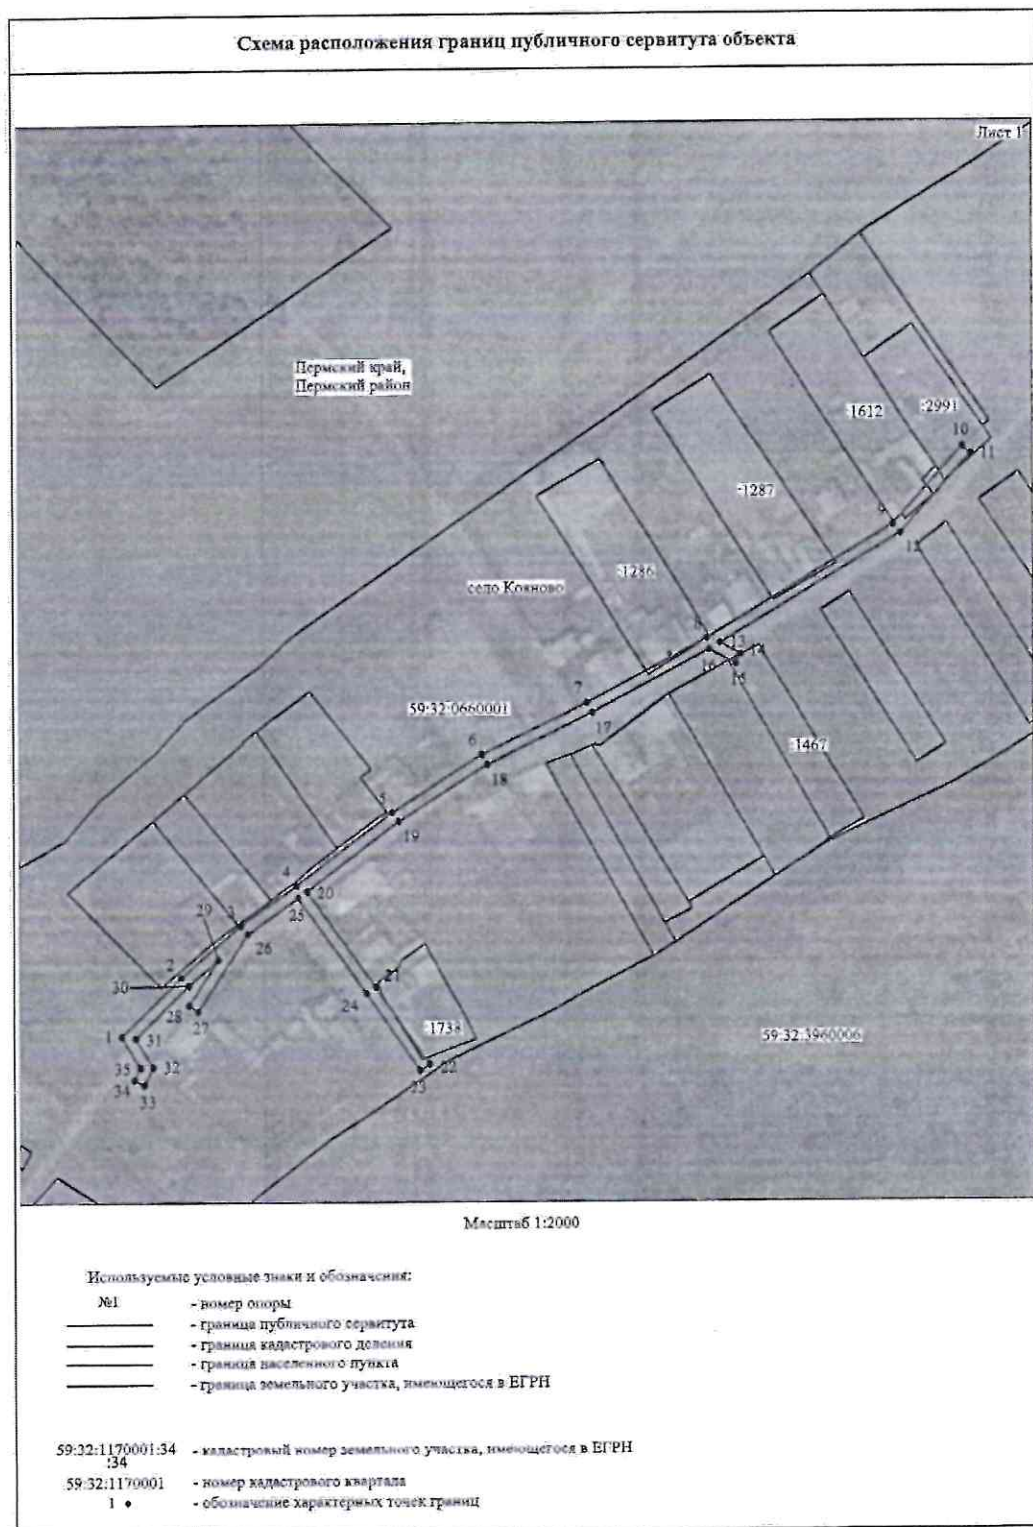 Схема расположения границ публичного сервитута объекта
Лист 1
Пермский край,
Пермский район
:1612
:2991
10
11
:1287
12
:1286
село Кояново
8
13
14
16
15
7
59:32:0660001
17
:1467
6
18
5
19
4
20
29
3
25
26
2
30
21
24
28
27
:1738
59:32:3960006
1
31
35
32
22
23
34
33
Масштаб 1:2000
Используемые условные знаки и обозначения:
№1 - номер опоры
- граница публичного сервитута
- граница кадастрового деления
- граница населенного пункта
- граница земельного участка, имеющегося в ЕГРН
59:32:1170001:34 - кадастровый номер земельного участка, имеющегося в ЕГРН
:34
59:32:1170001 - номер кадастрового квартала
1 - обозначение характерных точек границ